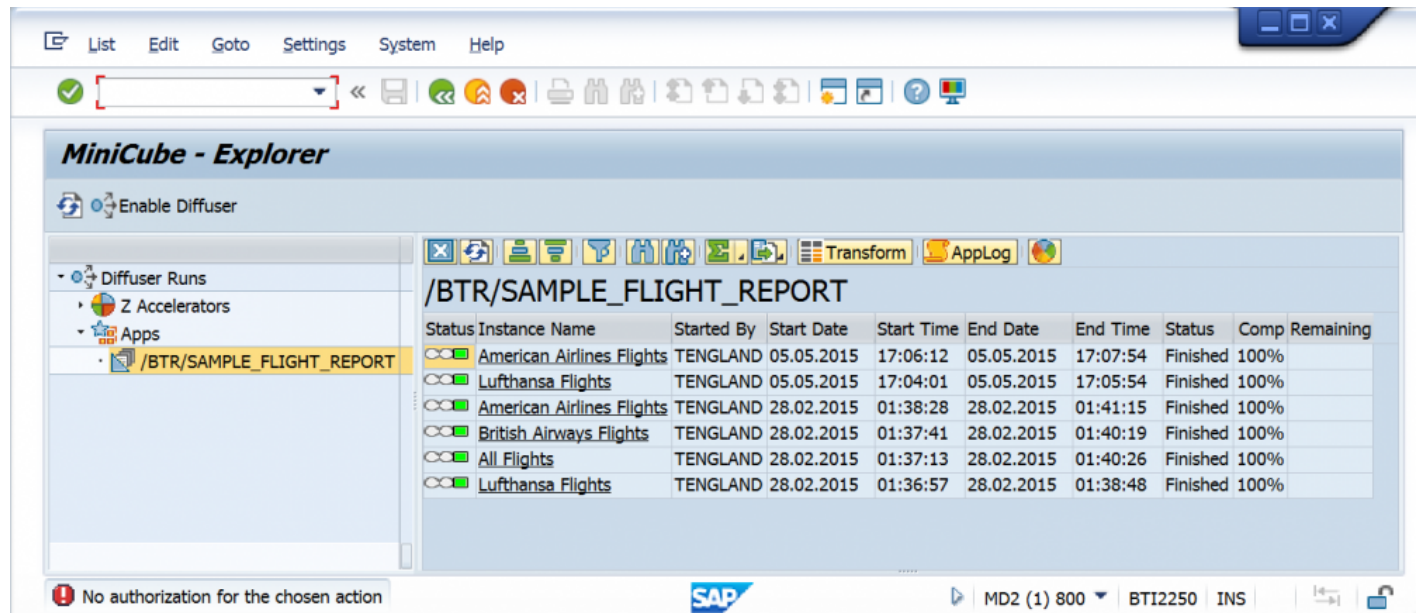 List Edit Goto Settings System Help
MiniCube - Explorer
Enable Diffuser
Transform AppLog
Diffuser Runs
Z Accelerators
Apps
/BTR/SAMPLE_FLIGHT_REPORT
/BTR/SAMPLE_FLIGHT_REPORT
Status Instance Name Started By Start Date Start Time End Date End Time Status Comp Remaining
American Airlines Flights TENGLAND 05.05.2015 17:06:12 05.05.2015 17:07:54 Finished 100%
Lufthansa Flights TENGLAND 05.05.2015 17:04:01 05.05.2015 17:05:54 Finished 100%
American Airlines Flights TENGLAND 28.02.2015 01:38:28 28.02.2015 01:41:15 Finished 100%
British Airways Flights TENGLAND 28.02.2015 01:37:41 28.02.2015 01:40:19 Finished 100%
All Flights TENGLAND 28.02.2015 01:37:13 28.02.2015 01:40:26 Finished 100%
Lufthansa Flights TENGLAND 28.02.2015 01:36:57 28.02.2015 01:38:48 Finished 100%
No authorization for the chosen action SAP MD2 (1) 800 BTI2250 INS